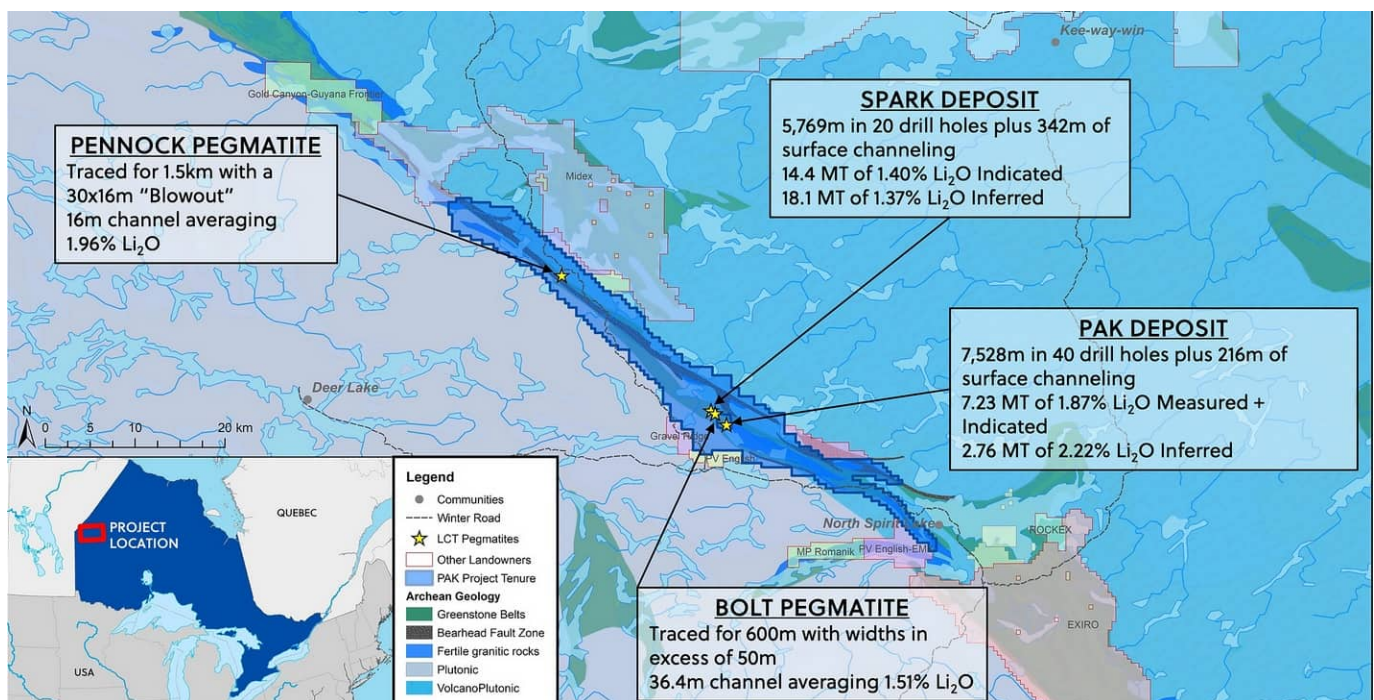 Kee-way-win
Gold Canyon-Guyana Frontier
PENNOCK PEGMATITE
Traced for 1.5km with a
30x16m “Blowout”
16m channel averaging
1.96% Li₂O
Midex
SPARK DEPOSIT
5,769m in 20 drill holes plus 342m of
surface channeling
14.4 MT of 1.40% Li₂O Indicated
18.1 MT of 1.37% Li₂O Inferred
PAK DEPOSIT
7,528m in 40 drill holes plus 216m of
surface channeling
7.23 MT of 1.87% Li₂O Measured +
Indicated
2.76 MT of 2.22% Li₂O Inferred
Deer Lake
N
0 5 10 20 km
Gravel Ridge
PV English
North Spirit Lake
ROCKEX
MP Romanik
PV English-EML
EXIRO
BOLT PEGMATITE
Traced for 600m with widths in
excess of 50m
36.4m channel averaging 1.51% Li₂O
QUEBEC
PROJECT
LOCATION
USA
Legend
Communities
Winter Road
LCT Pegmatites
Other Landowners
PAK Project Tenure
Archean Geology
Greenstone Belts
Bearhead Fault Zone
Fertile granitic rocks
Plutonic
VolcanoPlutonic